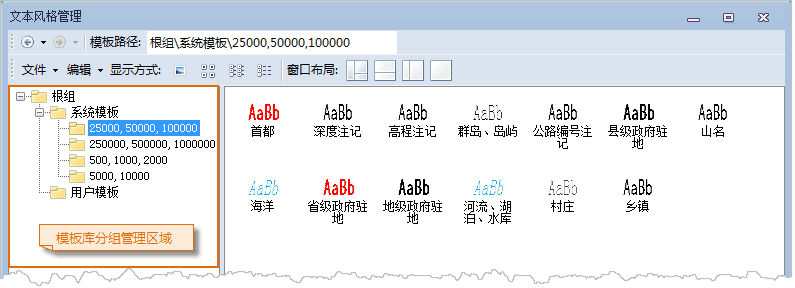 文本风格管理
模板路径: 根组\系统模板\25000,50000,100000
文件 编辑 显示方式: 窗口布局:
根组
系统模板
25000, 50000, 100000
250000, 500000, 1000000
500, 1000, 2000
5000, 10000
用户模板
模板库分组管理区域
AaBb AaBb AaBb AaBb AaBb AaBb AaBb
首都 深度注记 高程注记 群岛、岛屿 公路编号注 县级政府驻 山名
记 地
AaBb AaBb AaBb AaBb AaBb AaBb
海洋 省级政府驻 地级政府驻 河流、湖 村庄 乡镇
地 地 泊、水库